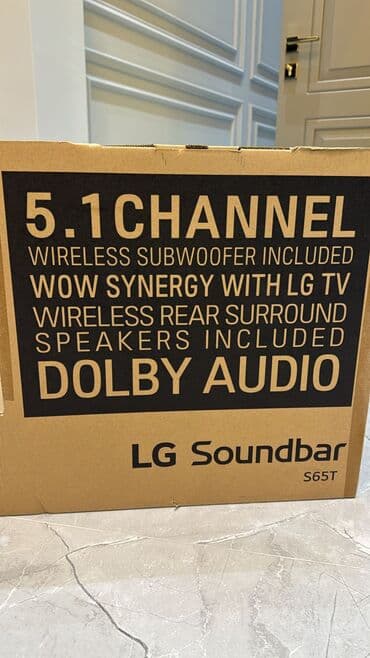 5.1CHANNEL
WIRELESS SUBWOOFER INCLUDED
WOW SYNERGY WITH LG TV
WIRELESS REAR SURROUND
SPEAKERS INCLUDED
DOLBY AUDIO
LG Soundbar
S65T